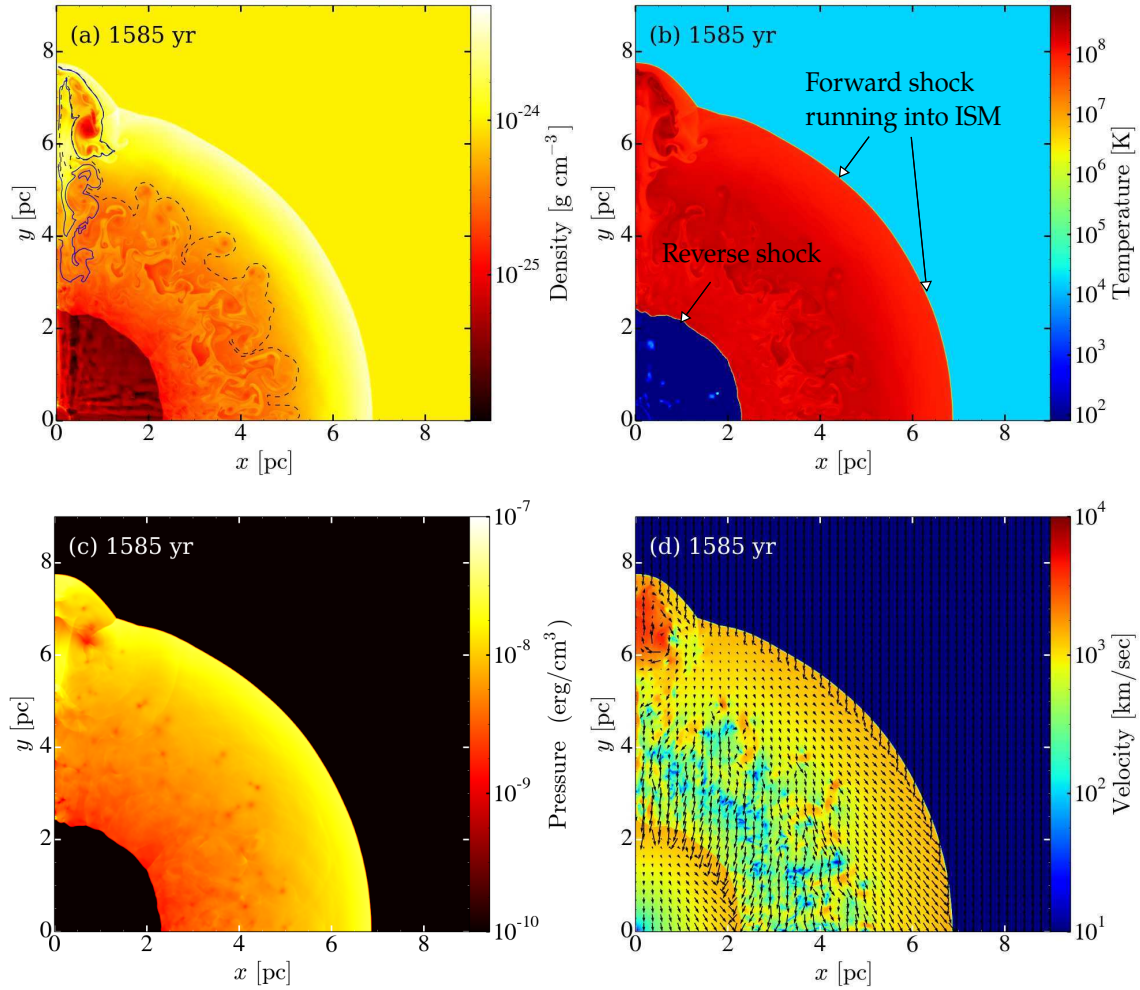 (a) 1585 yr
8
6
4
2
0
y [pc]
0 2 4 6 8
x [pc]
10^-24
10^-25
Density [g cm^-3]
(b) 1585 yr
Forward shock
running into ISM
Reverse shock
8
6
4
2
0
y [pc]
0 2 4 6 8
x [pc]
10^8
10^7
10^6
10^5
10^4
10^3
10^2
Temperature [K]
(c) 1585 yr
8
6
4
2
0
y [pc]
0 2 4 6 8
x [pc]
10^-7
10^-8
10^-9
10^-10
Pressure (erg/cm^3)
(d) 1585 yr
8
6
4
2
0
y [pc]
0 2 4 6 8
x [pc]
10^4
10^3
10^2
10^1
Velocity [km/sec]